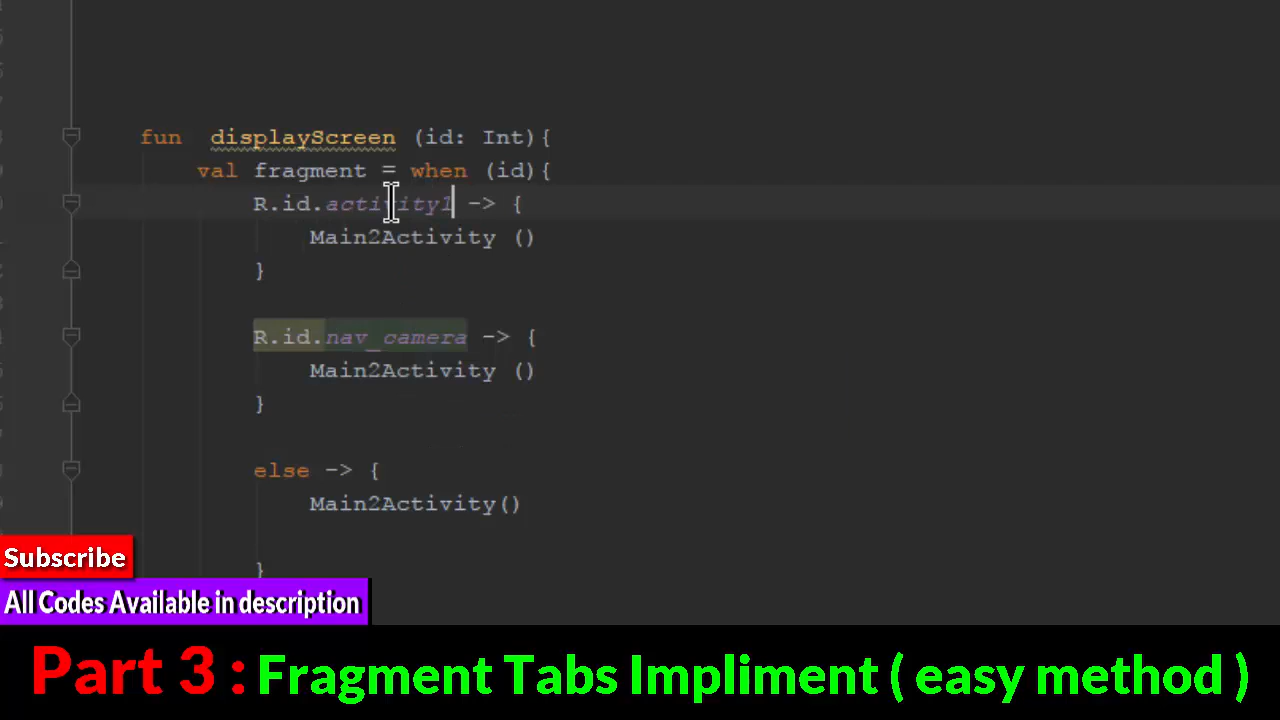 fun displayScreen (id: Int){
val fragment = when (id){
R.id.activity1 -> {
Main2Activity ()
}
R.id.nav_camera -> {
Main2Activity ()
}
else -> {
Main2Activity()
}
Subscribe
All Codes Available in description
Part 3 : Fragment Tabs Impliment ( easy method )